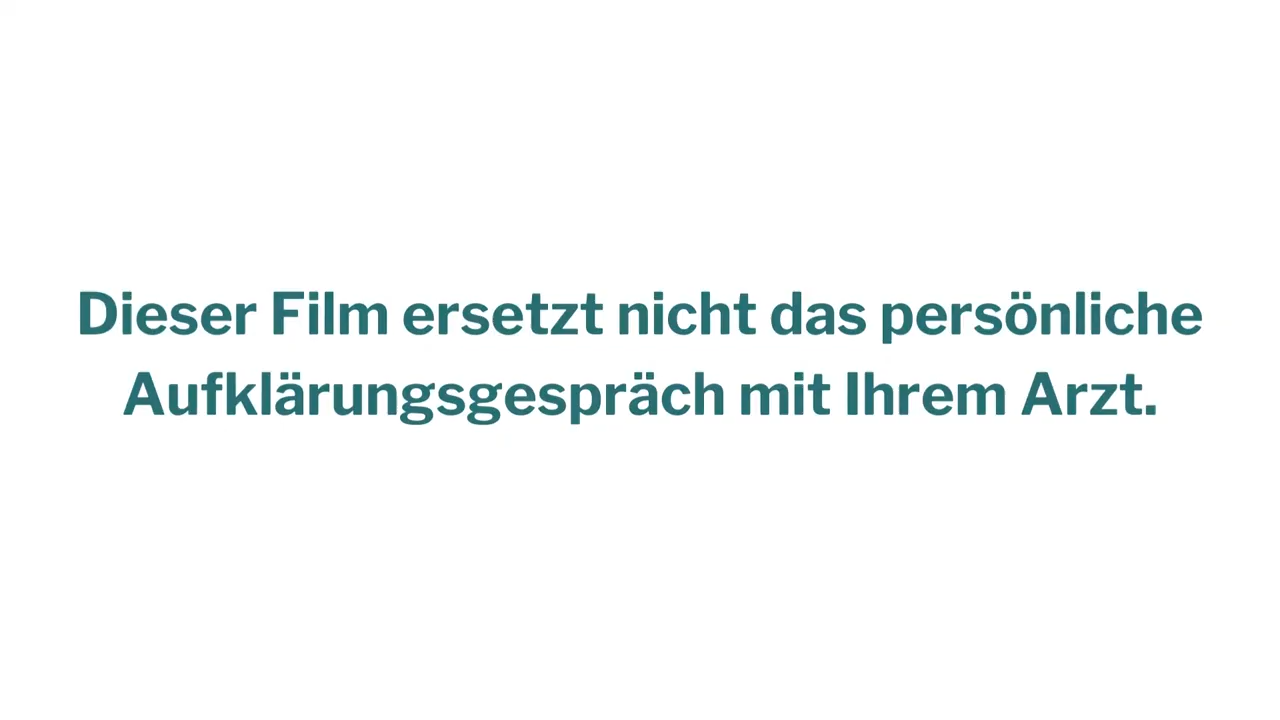 Dieser Film ersetzt nicht das persönliche
Aufklärungsgespräch mit Ihrem Arzt.